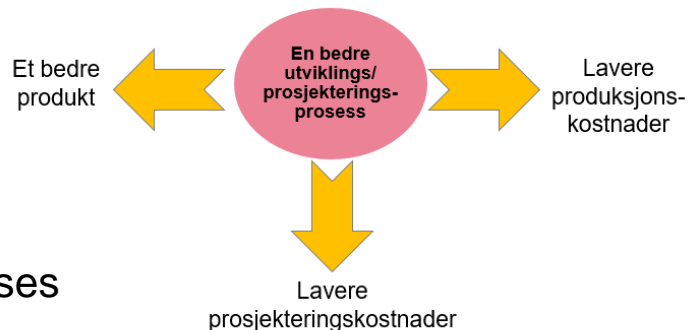 En bedre
utviklings/
prosjekterings-
prosess
Et bedre
produkt
Lavere
produksjons-
kostnader
ses
Lavere
prosjekteringskostnader